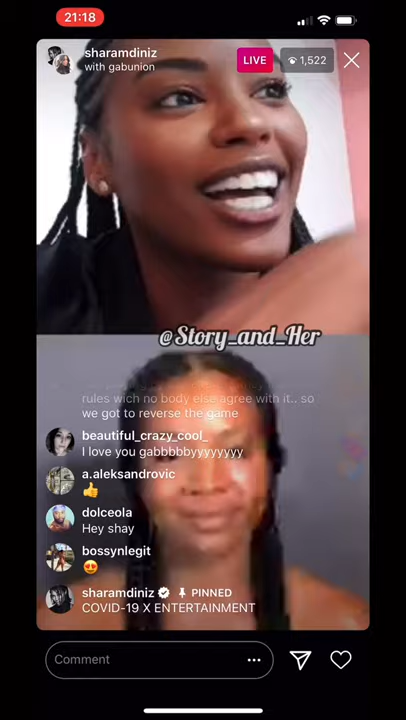 21:18
sharamdiniz
with gabunion
LIVE
1,522
@Story_and_Her
rules wich no body else agree with it.. so
we got to reverse the game
beautiful_crazy_cool_
I love you gabbbbbyyyyyyyy
a.aleksandrovic
👍
dolceola
Hey shay
bossynlegit
😍
sharamdiniz PINNED
COVID-19 X ENTERTAINMENT
Comment